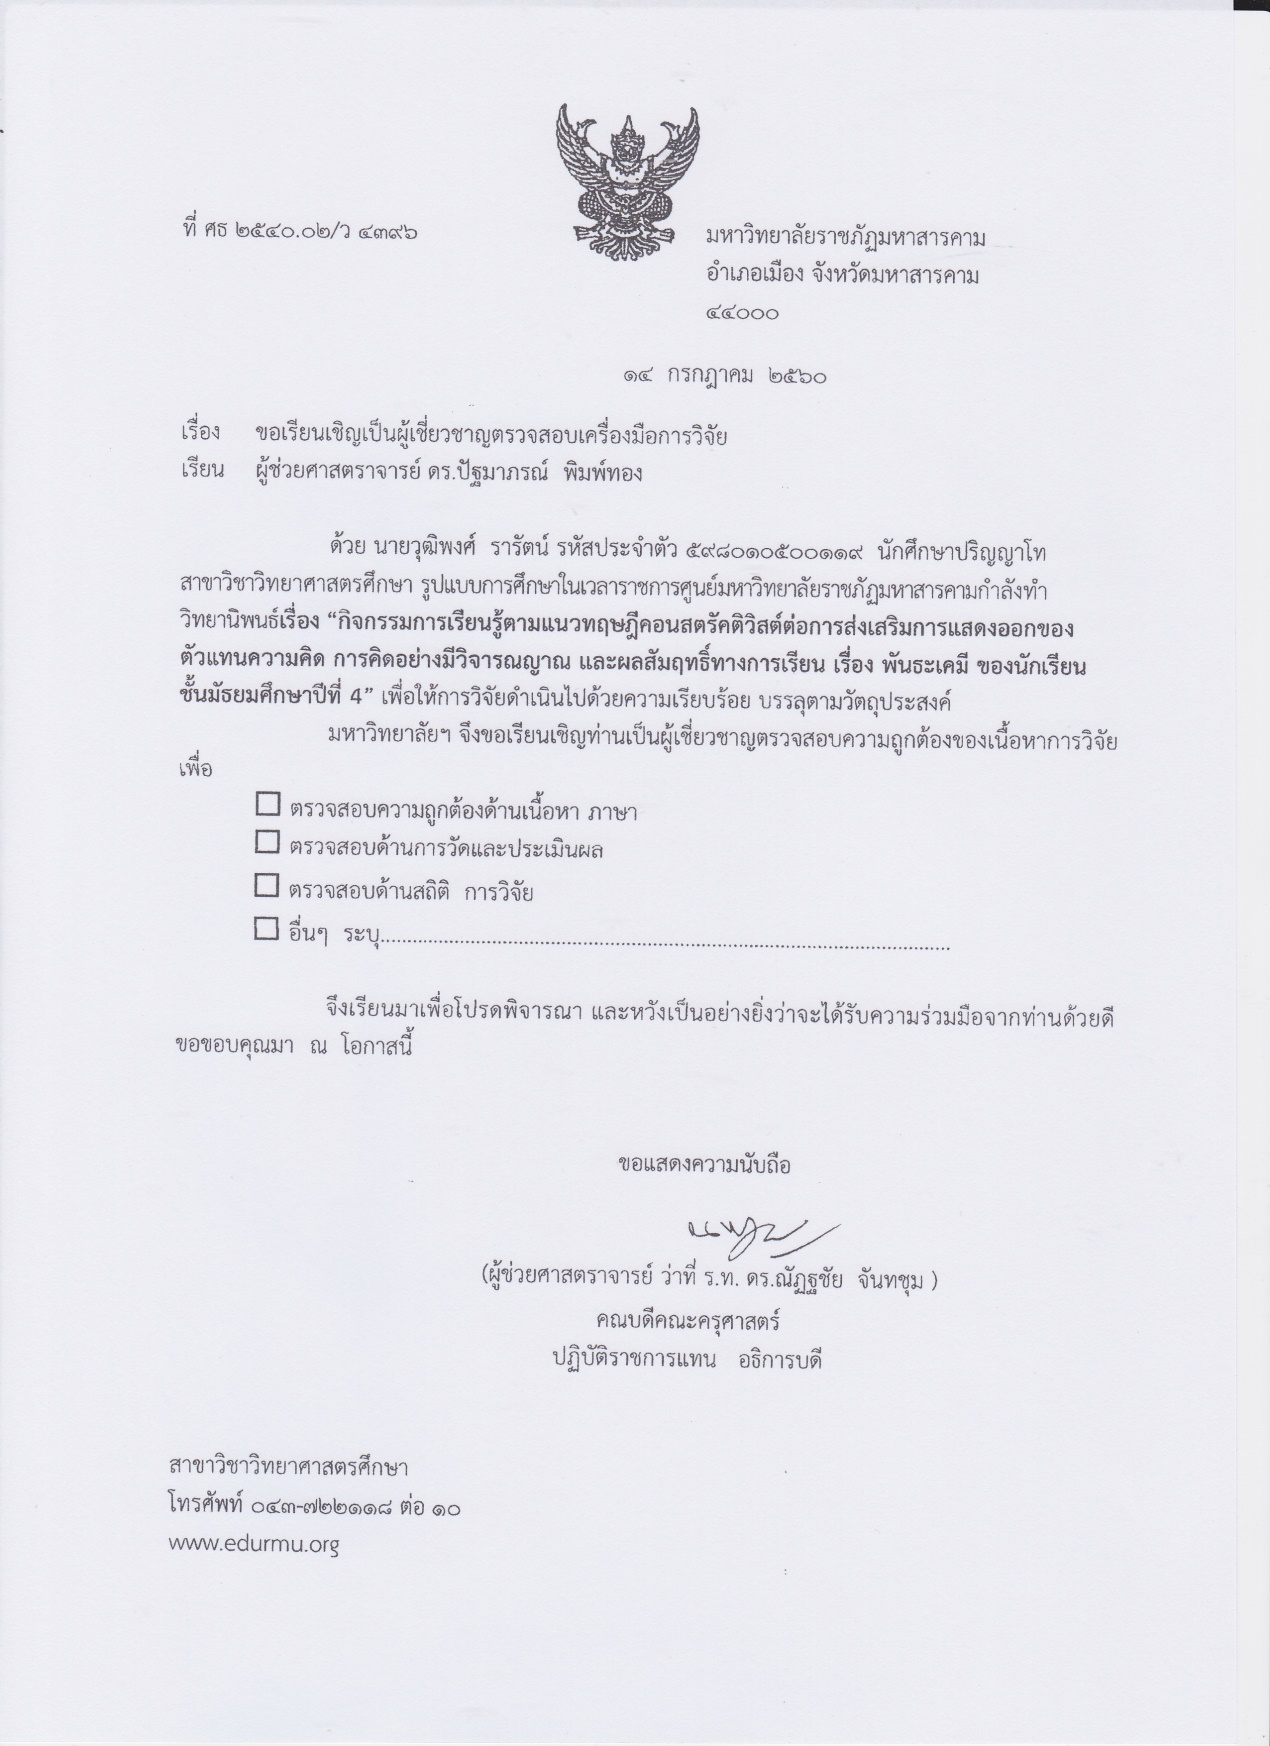 ที่ ศธ ๒๕๔๐.๐๒/ว ๔๓๙๖
มหาวิทยาลัยราชภัฏมหาสารคาม
อำเภอเมือง จังหวัดมหาสารคาม
๔๔๐๐๐
๑๔ กรกฎาคม ๒๕๖๐
เรื่อง ขอเรียนเชิญเป็นผู้เชี่ยวชาญตรวจสอบเครื่องมือการวิจัย
เรียน ผู้ช่วยศาสตราจารย์ ดร.ปัฐมาภรณ์ พิมพ์ทอง
ด้วย นายวุฒิพงศ์ รารัตน์ รหัสประจำตัว ๕๙๘๐๑๐๕๐๐๑๑๙ นักศึกษาปริญญาโท
สาขาวิชาวิทยาศาสตรศึกษา รูปแบบการศึกษาในเวลาราชการศูนย์มหาวิทยาลัยราชภัฏมหาสารคามกำลังทำ
วิทยานิพนธ์เรื่อง “กิจกรรมการเรียนรู้ตามแนวทฤษฎีคอนสตรัคติวิสต์ต่อการส่งเสริมการแสดงออกของ
ตัวแทนความคิด การคิดอย่างมีวิจารณญาณ และผลสัมฤทธิ์ทางการเรียน เรื่อง พันธะเคมี ของนักเรียน
ชั้นมัธยมศึกษาปีที่ 4” เพื่อให้การวิจัยดำเนินไปด้วยความเรียบร้อย บรรลุตามวัตถุประสงค์
มหาวิทยาลัยฯ จึงขอเรียนเชิญท่านเป็นผู้เชี่ยวชาญตรวจสอบความถูกต้องของเนื้อหาการวิจัย
เพื่อ
ตรวจสอบความถูกต้องด้านเนื้อหา ภาษา
ตรวจสอบด้านการวัดและประเมินผล
ตรวจสอบด้านสถิติ การวิจัย
อื่นๆ ระบุ..........................................................................................................
จึงเรียนมาเพื่อโปรดพิจารณา และหวังเป็นอย่างยิ่งว่าจะได้รับความร่วมมือจากท่านด้วยดี
ขอขอบคุณมา ณ โอกาสนี้
ขอแสดงความนับถือ
(ผู้ช่วยศาสตราจารย์ ว่าที่ ร.ท. ดร.ณัฏฐชัย จันทชุม )
คณบดีคณะครุศาสตร์
ปฏิบัติราชการแทน อธิการบดี
สาขาวิชาวิทยาศาสตรศึกษา
โทรศัพท์ ๐๔๓-๗๒๒๑๑๘ ต่อ ๑๐
www.edurmu.org